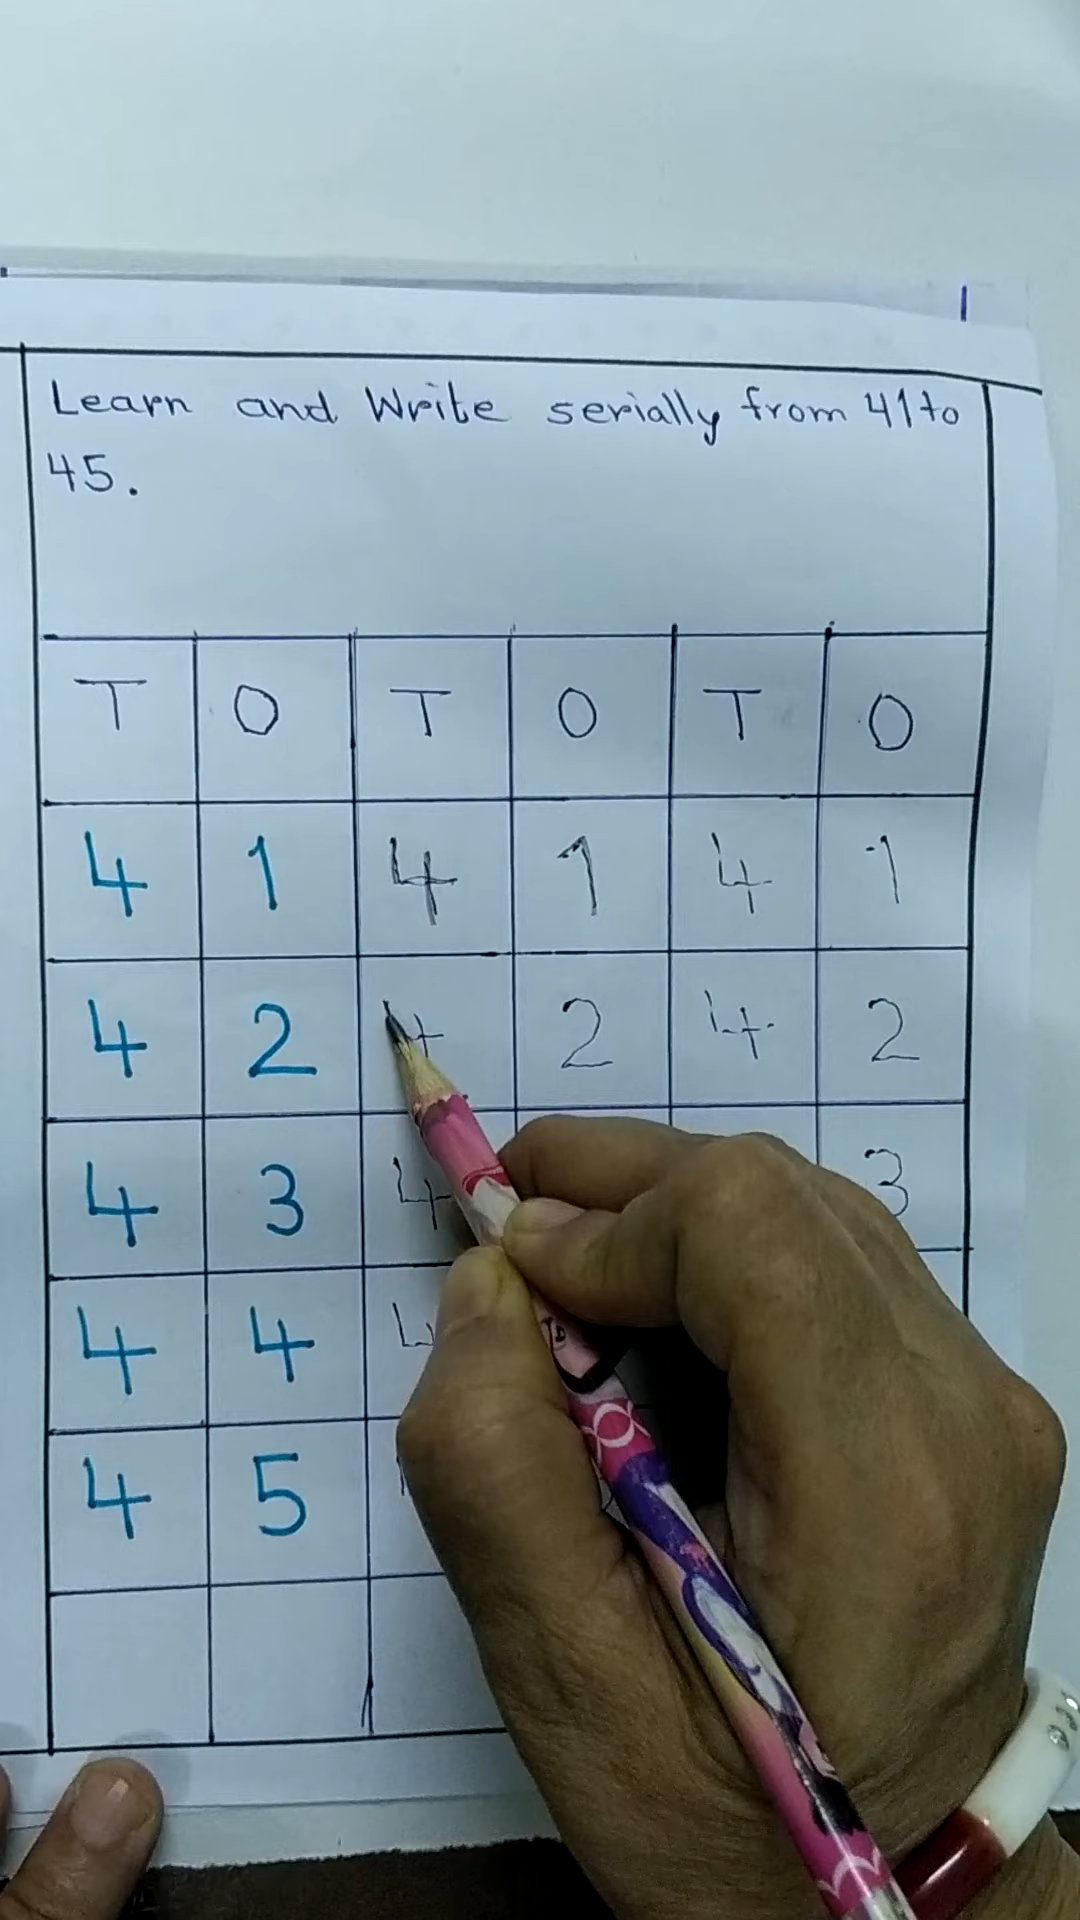 Learn and Write serially from 41 to
45.
T O T O T O
4 1 4 1 4 1
4 2 4 2 4 2
4 3 4 3
4 4 4
4 5